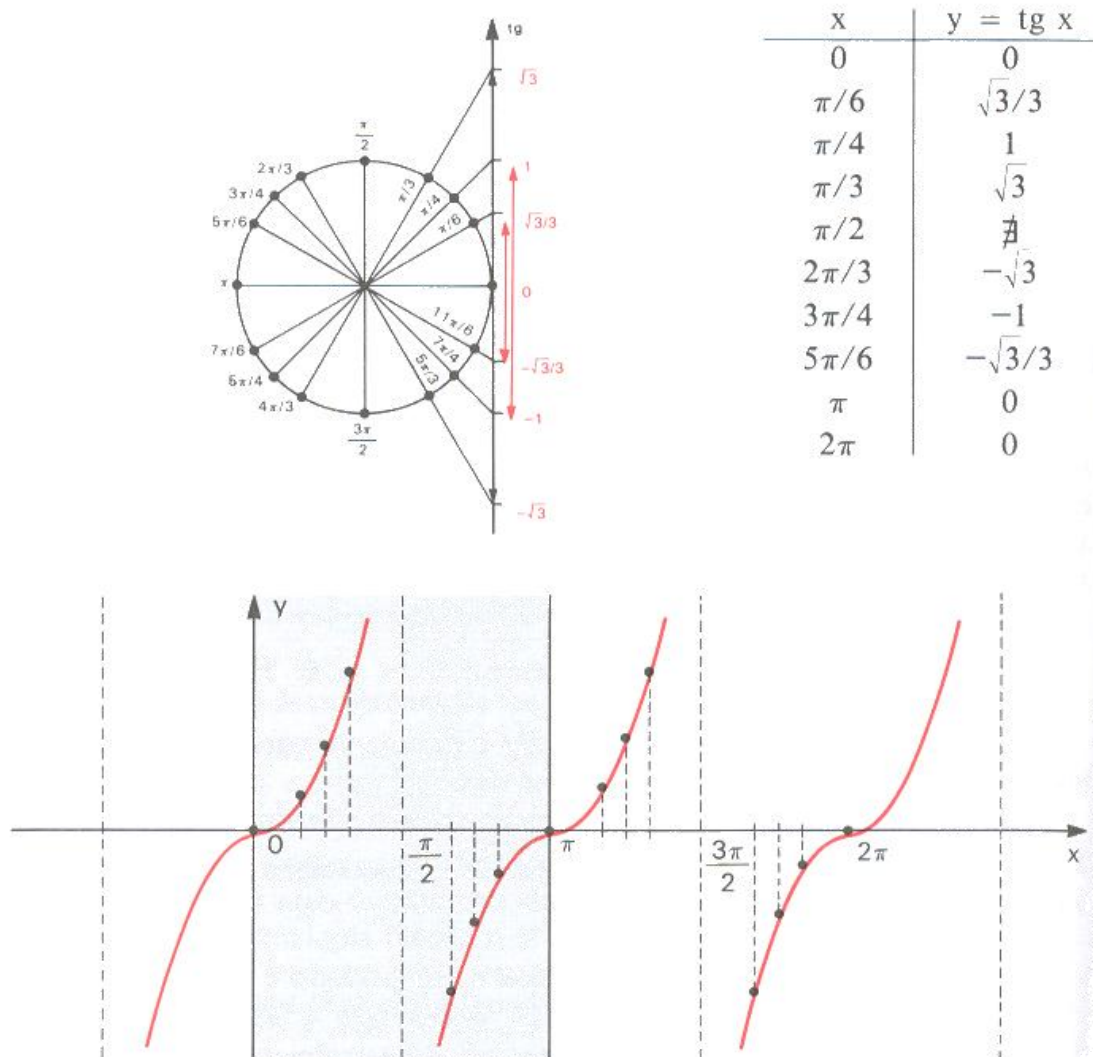 tg
√3
π/2
2π/3
π/3
1
3π/4
π/4
5π/6
π/6
√3/3
π
0
11π/6
7π/6
7π/4
5π/3
-√3/3
5π/4
4π/3
3π/2
-1
-√3
x y = tg x
0 0
π/6 √3/3
π/4 1
π/3 √3
π/2 ∄
2π/3 -√3
3π/4 -1
5π/6 -√3/3
π 0
2π 0
y
0 π/2 π 3π/2 2π x